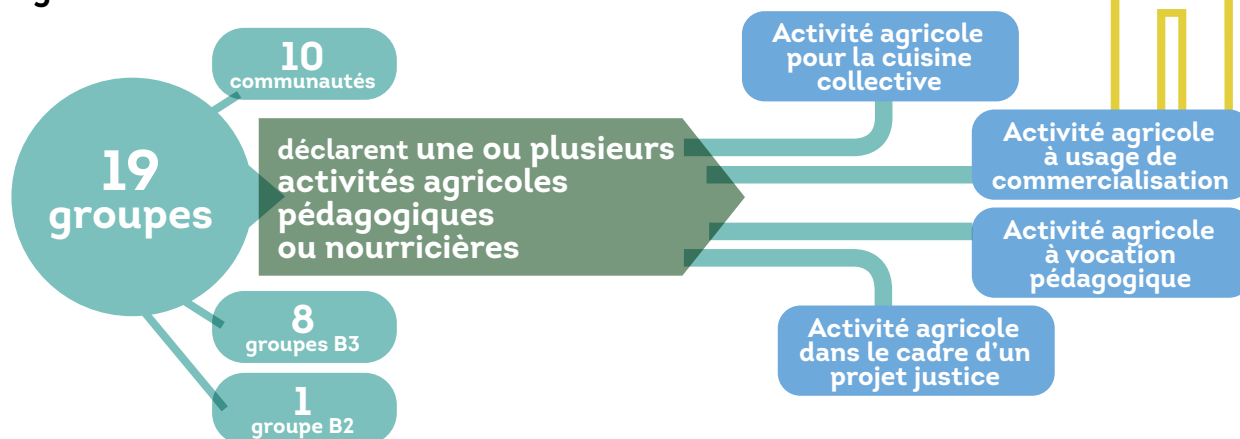 10
communautés
19
groupes
8
groupes B3
1
groupe B2
déclarent une ou plusieurs
activités agricoles
pédagogiques
ou nourricières
Activité agricole
pour la cuisine
collective
Activité agricole
à usage de
commercialisation
Activité agricole
à vocation
pédagogique
Activité agricole
dans le cadre d'un
projet justice